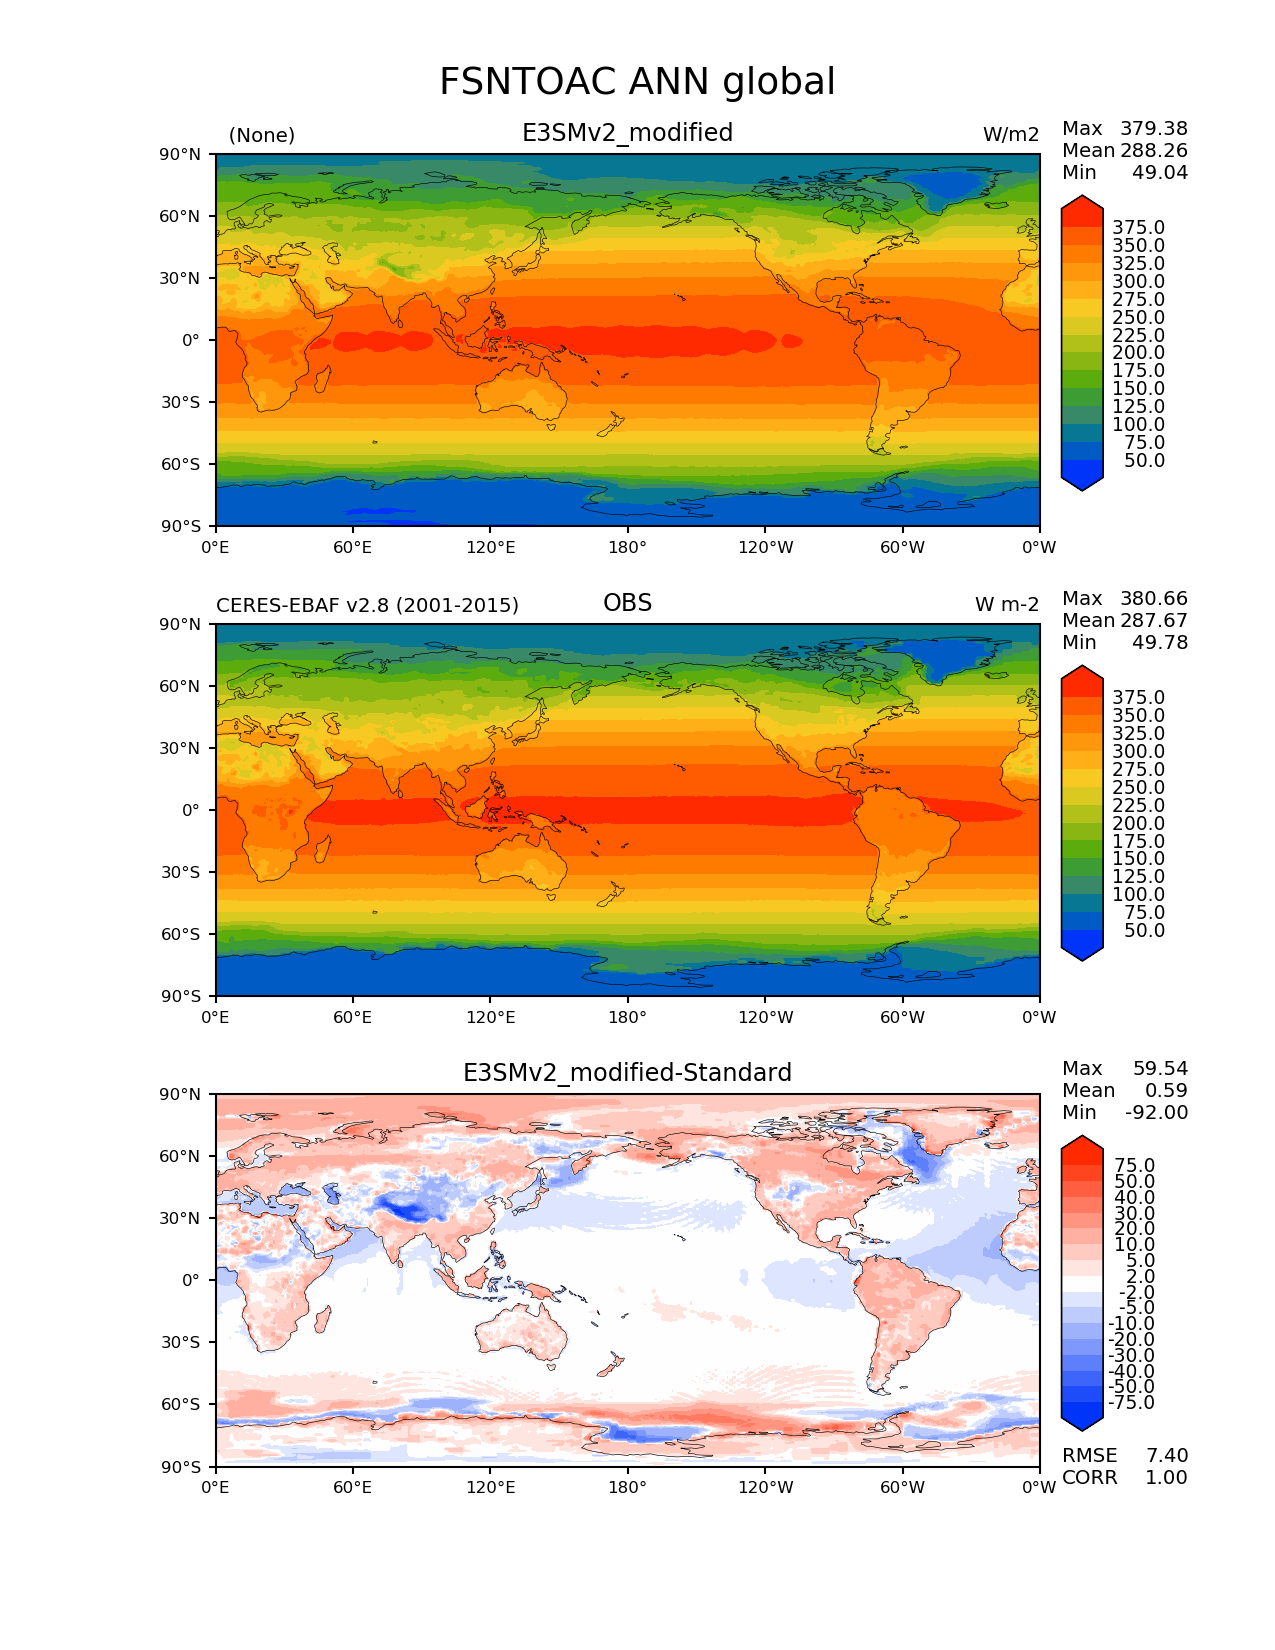 FSNTOAC ANN global
(None) E3SMv2_modified W/m2
Max 379.38
Mean 288.26
Min 49.04
90°N
60°N
30°N
0°
30°S
60°S
90°S
0°E 60°E 120°E 180° 120°W 60°W 0°W
375.0
350.0
325.0
300.0
275.0
250.0
225.0
200.0
175.0
150.0
125.0
100.0
75.0
50.0
CERES-EBAF v2.8 (2001-2015) OBS W m-2
Max 380.66
Mean 287.67
Min 49.78
90°N
60°N
30°N
0°
30°S
60°S
90°S
0°E 60°E 120°E 180° 120°W 60°W 0°W
375.0
350.0
325.0
300.0
275.0
250.0
225.0
200.0
175.0
150.0
125.0
100.0
75.0
50.0
E3SMv2_modified-Standard
Max 59.54
Mean 0.59
Min -92.00
90°N
60°N
30°N
0°
30°S
60°S
90°S
0°E 60°E 120°E 180° 120°W 60°W 0°W
75.0
50.0
40.0
30.0
20.0
10.0
5.0
2.0
-2.0
-5.0
-10.0
-20.0
-30.0
-40.0
-50.0
-75.0
RMSE 7.40
CORR 1.00